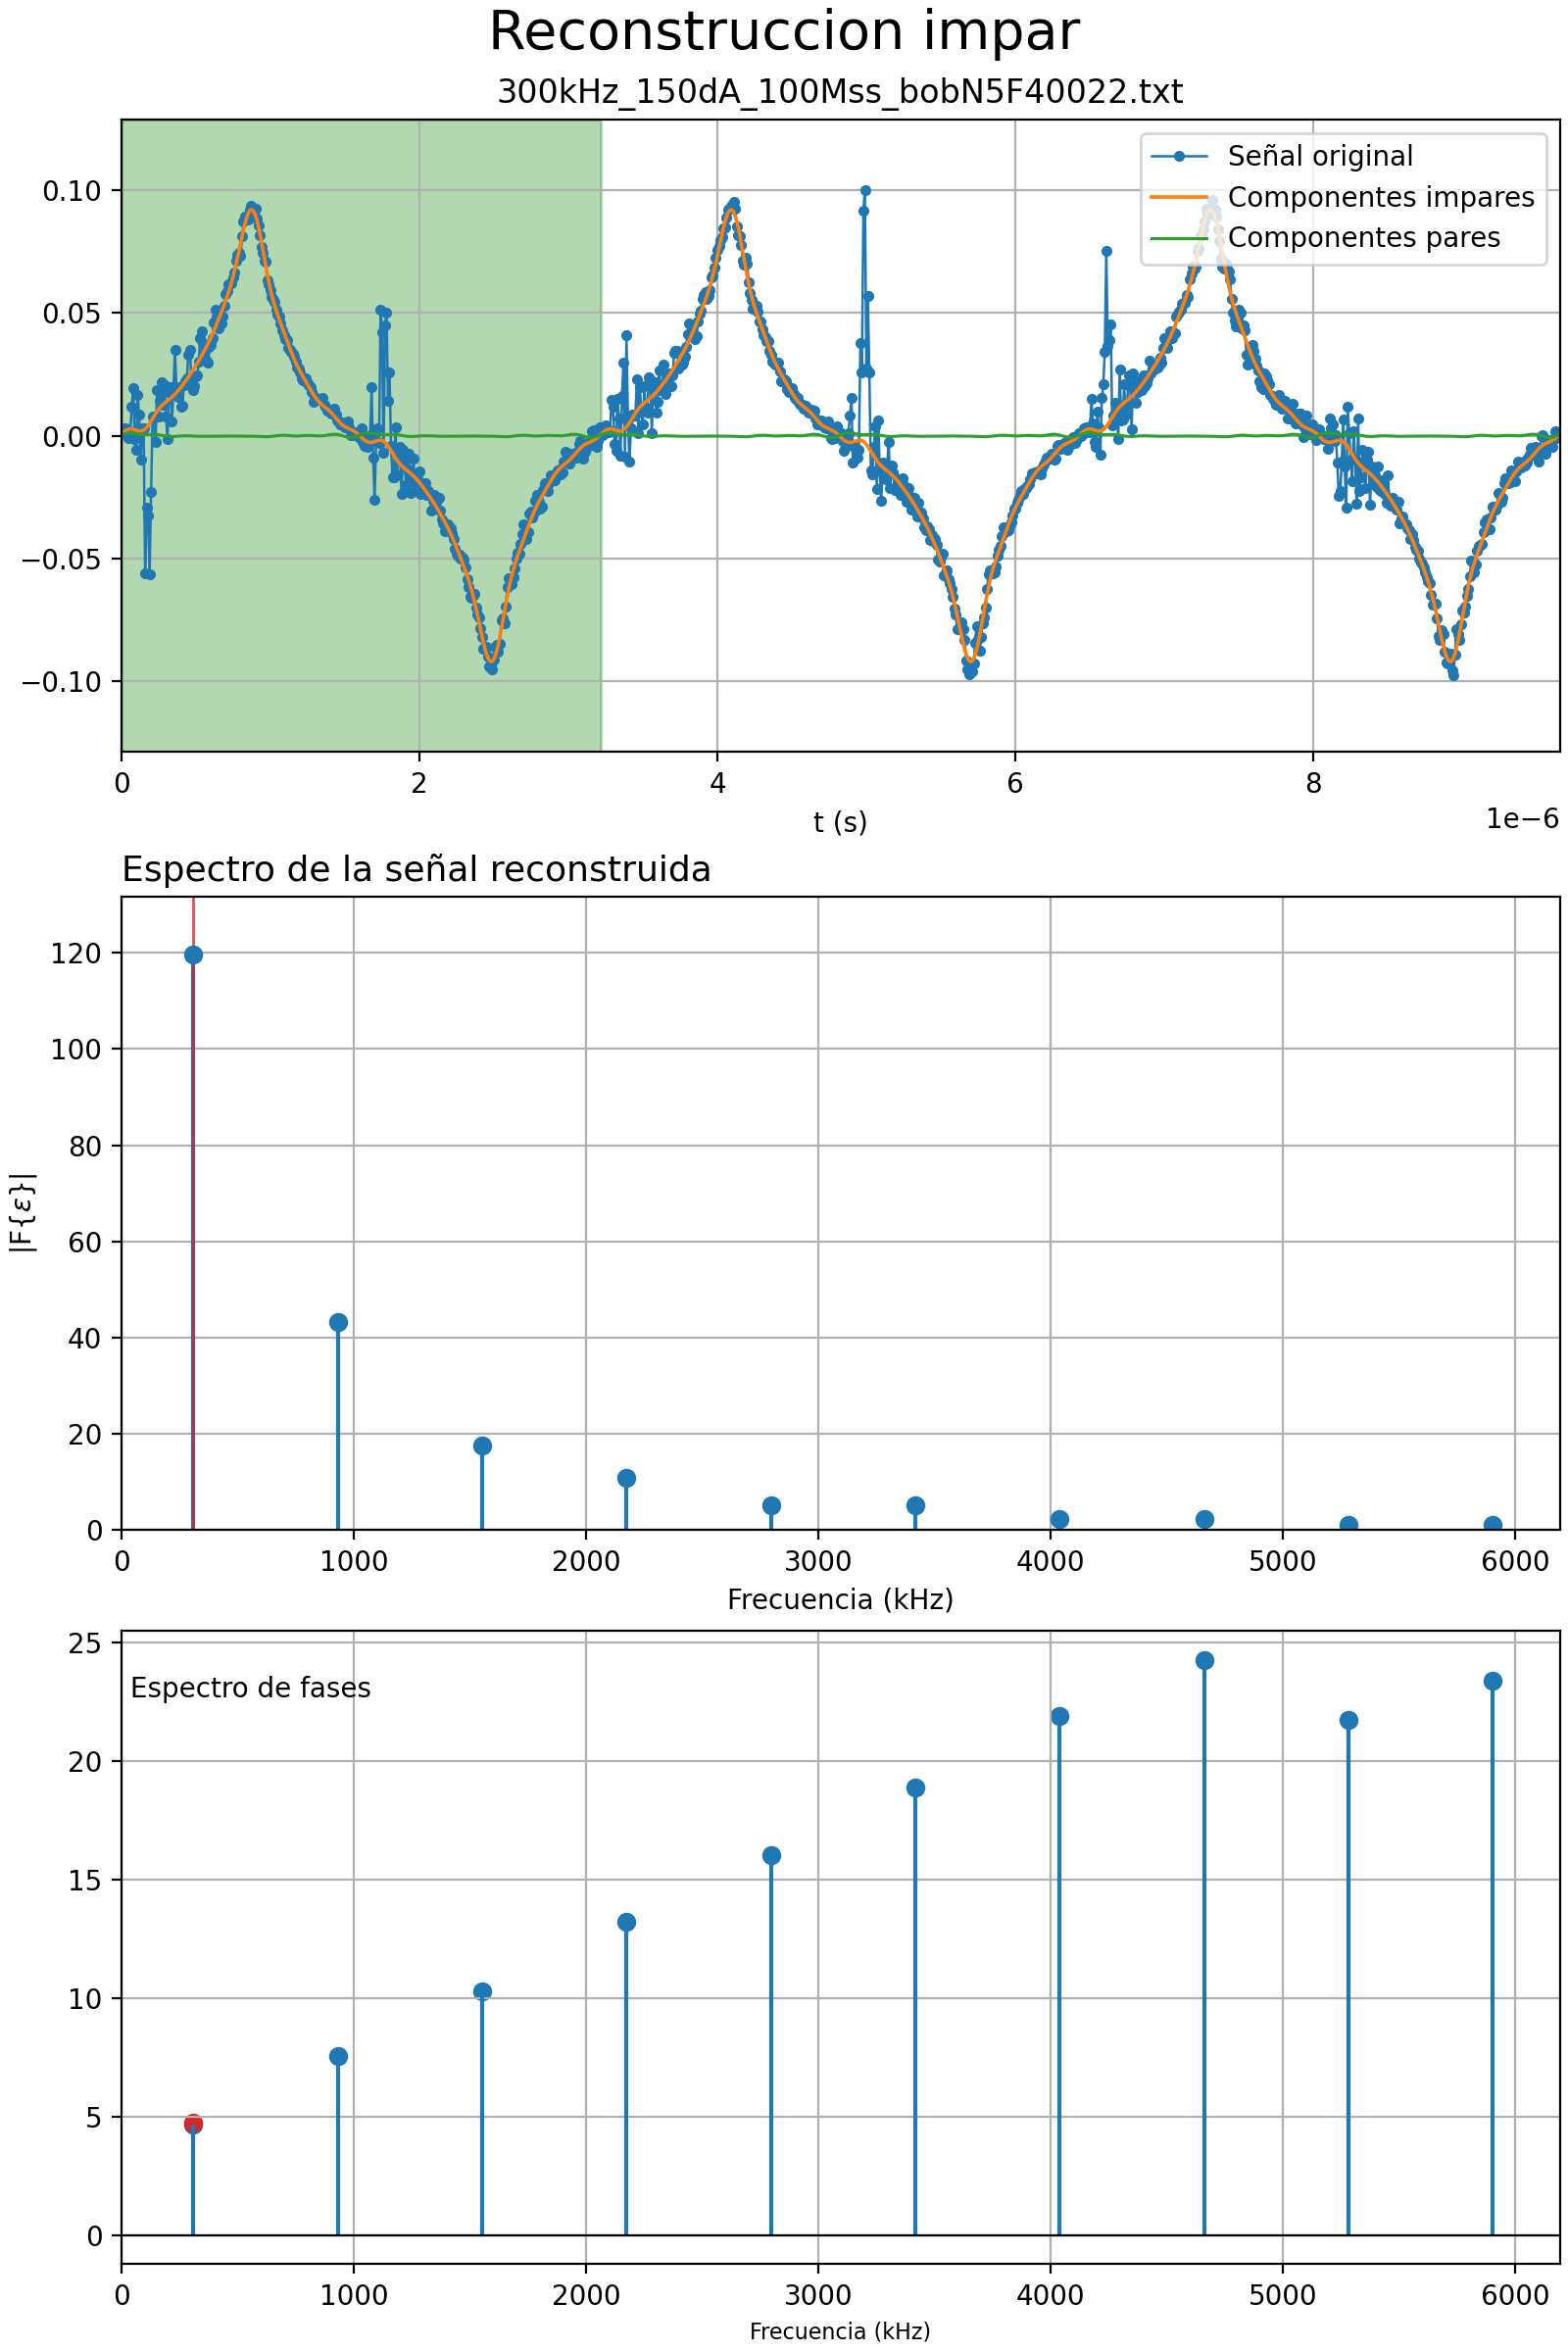 Reconstruccion impar
300kHz_150dA_100Mss_bobN5F40022.txt
Señal original
Componentes impares
Componentes pares
0.10
0.05
0.00
−0.05
−0.10
0 2 4 6 8
1e−6
t (s)
Espectro de la señal reconstruida
120
100
80
60
40
20
0
|F{ε}|
0 1000 2000 3000 4000 5000 6000
Frecuencia (kHz)
Espectro de fases
25
20
15
10
5
0
0 1000 2000 3000 4000 5000 6000
Frecuencia (kHz)